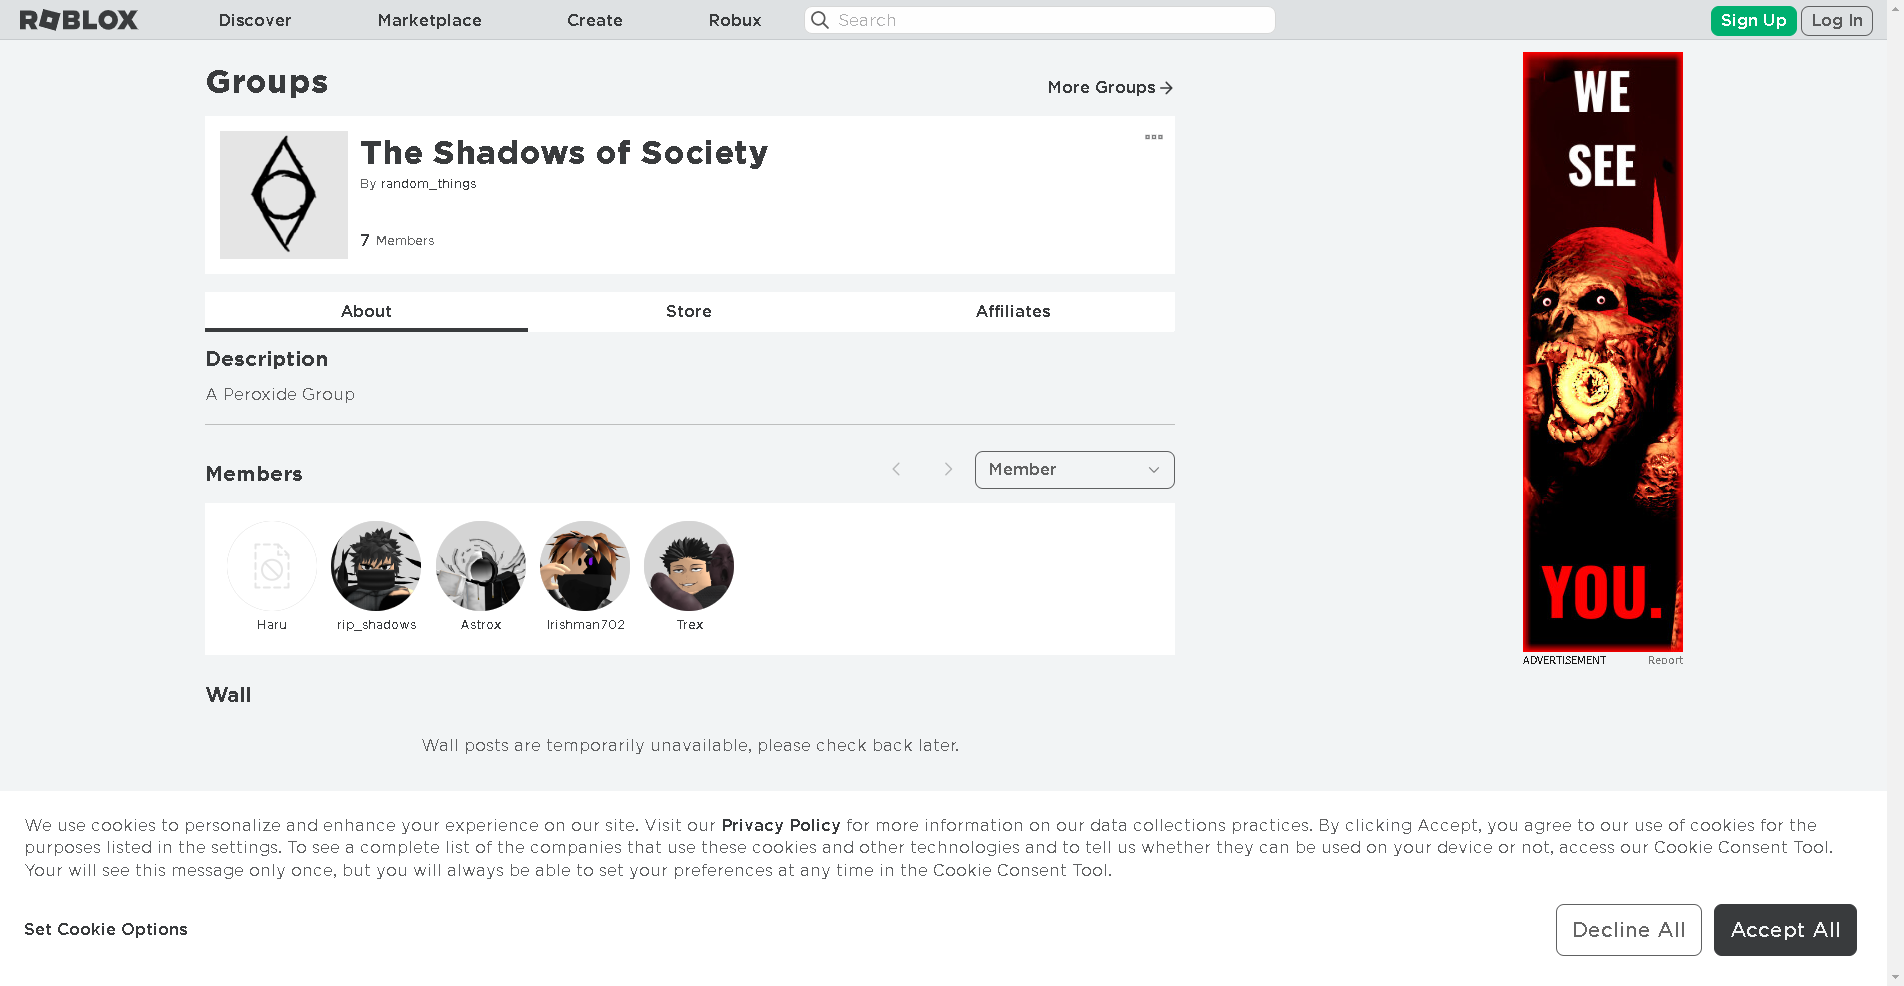 ROBLOX
Discover
Marketplace
Create
Robux
Search
Sign Up
Log In
Groups
More Groups
The Shadows of Society
By random_things
7 Members
About
Store
Affiliates
Description
A Peroxide Group
Members
Member
Haru
rip_shadows
Astrox
Irishman702
Trex
Wall
Wall posts are temporarily unavailable, please check back later.
WE
SEE
YOU.
ADVERTISEMENT
Report
We use cookies to personalize and enhance your experience on our site. Visit our Privacy Policy for more information on our data collections practices. By clicking Accept, you agree to our use of cookies for the
purposes listed in the settings. To see a complete list of the companies that use these cookies and other technologies and to tell us whether they can be used on your device or not, access our Cookie Consent Tool.
Your will see this message only once, but you will always be able to set your preferences at any time in the Cookie Consent Tool.
Set Cookie Options
Decline All
Accept All